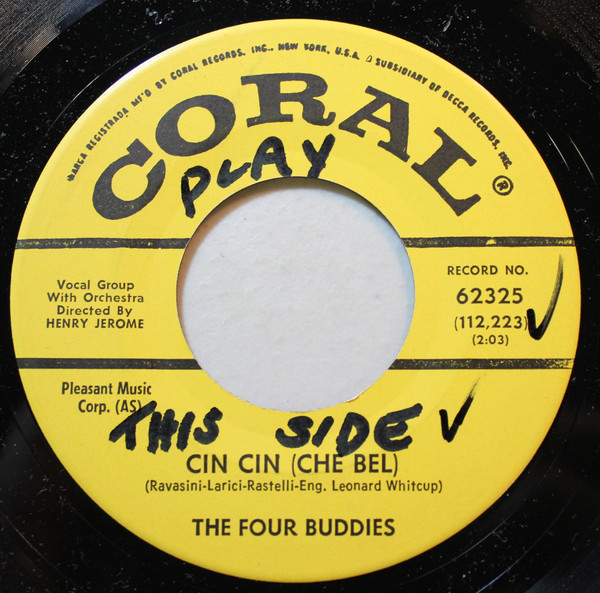 MARCA REGISTRADA MF'D BY CORAL RECORDS, INC., NEW YORK, U.S.A. A SUBSIDIARY OF DECCA RECORDS, INC.
CORAL®
PLAY
Vocal Group
With Orchestra
Directed By
HENRY JEROME
RECORD NO.
62325
(112,223)
(2:03)
Pleasant Music
Corp. (AS)
THIS SIDE
CIN CIN (CHE BEL)
(Ravasini-Larici-Rastelli-Eng. Leonard Whitcup)
THE FOUR BUDDIES